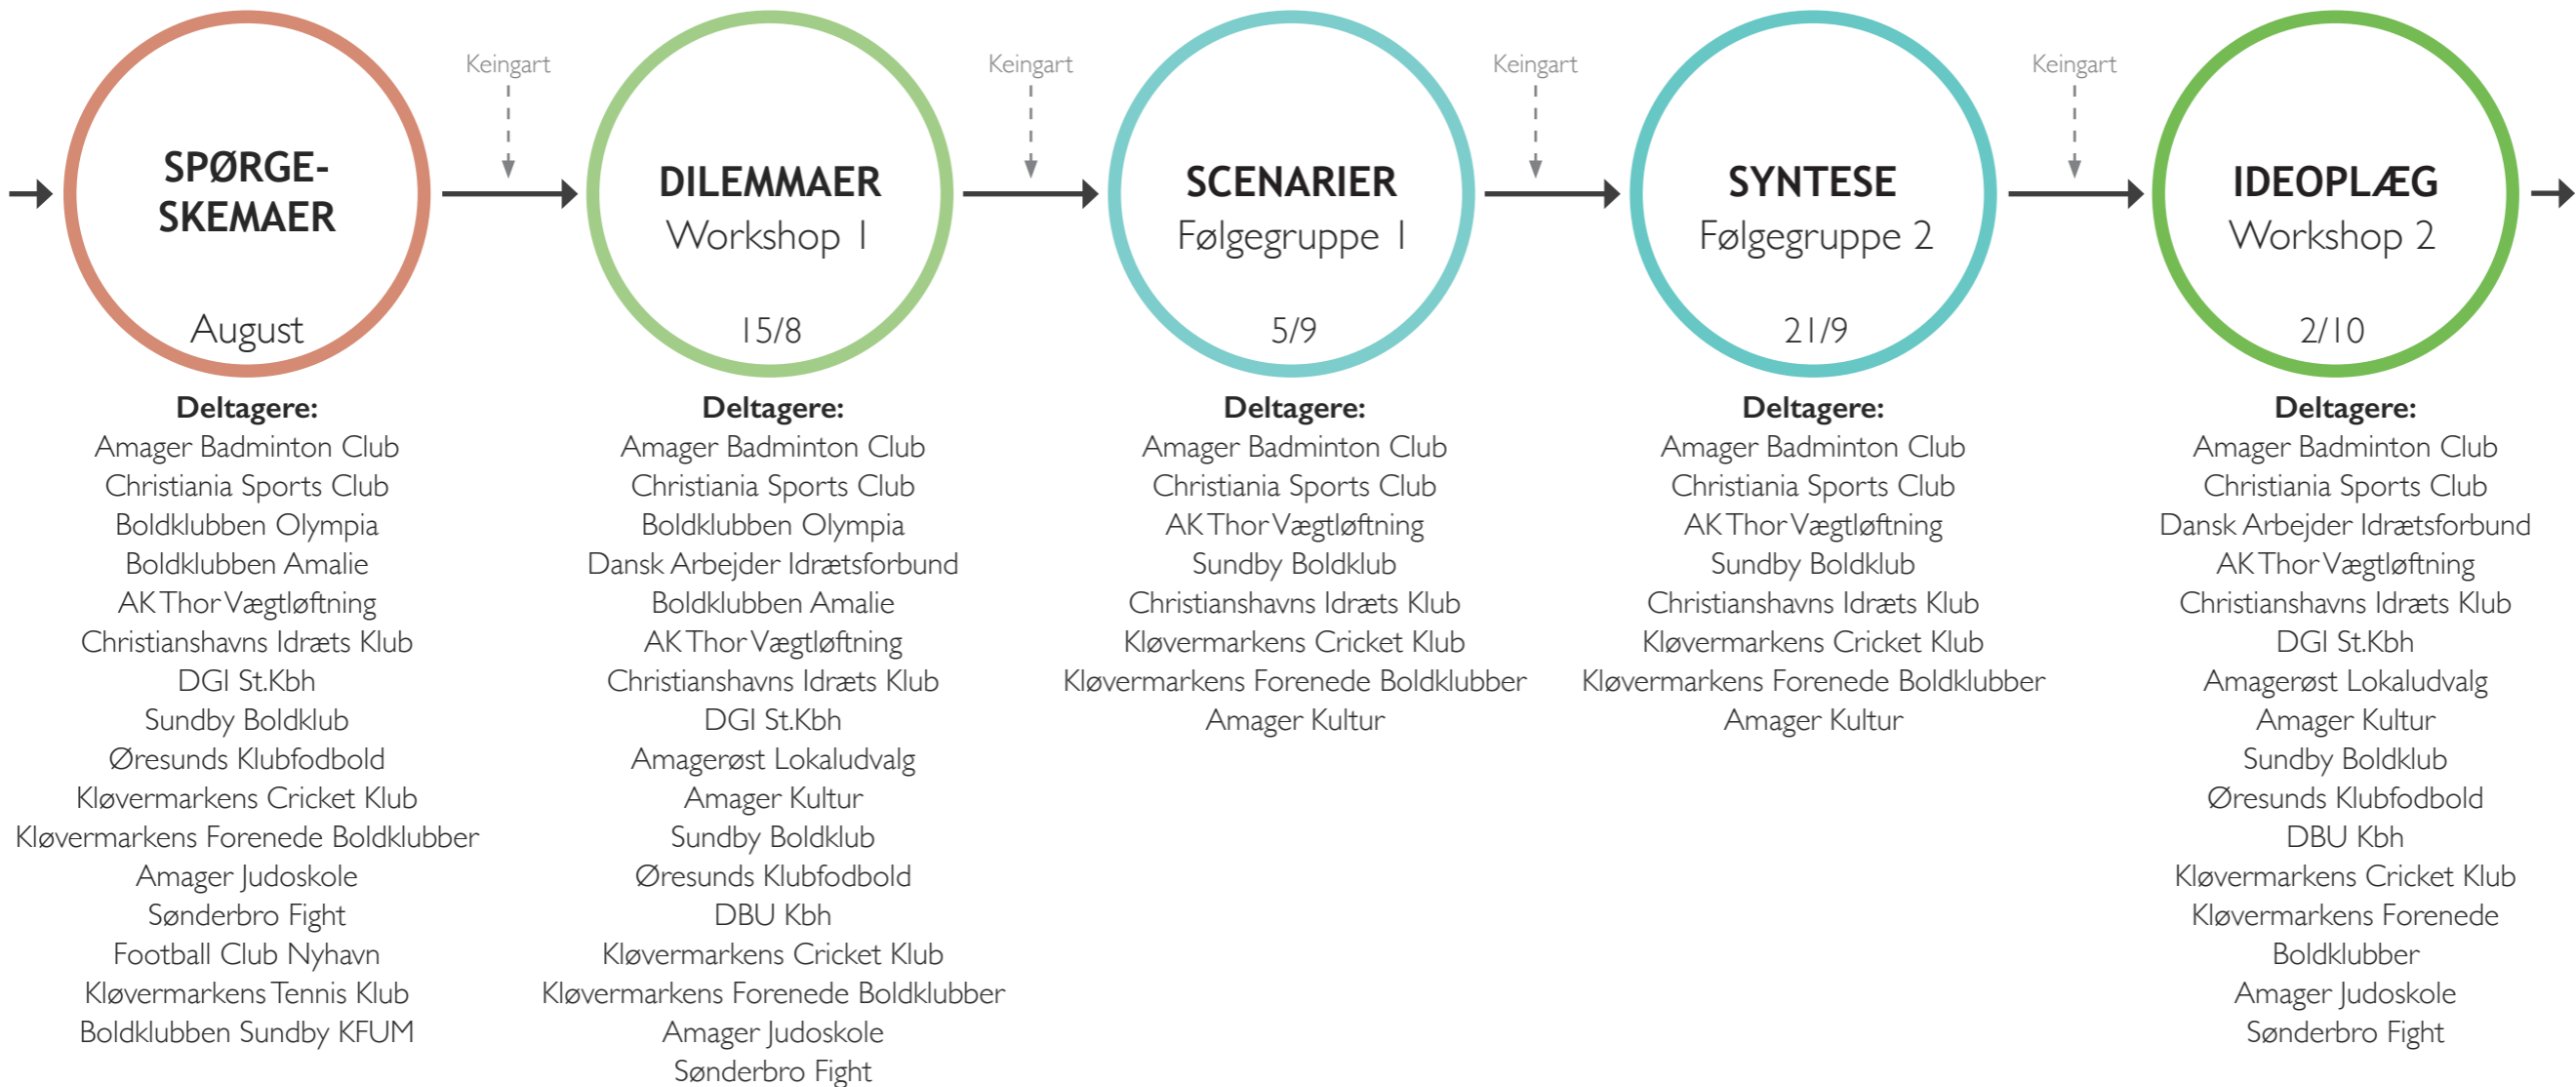 SPØRGE-
SKEMAER
August
Deltagere:
Amager Badminton Club
Christiania Sports Club
Boldklubben Olympia
Boldklubben Amalie
AK Thor Vægtløftning
Christianshavns Idræts Klub
DGI St.Kbh
Sundby Boldklub
Øresunds Klubfodbold
Kløvermarkens Cricket Klub
Kløvermarkens Forenede Boldklubber
Amager Judoskole
Sønderbro Fight
Football Club Nyhavn
Kløvermarkens Tennis Klub
Boldklubben Sundby KFUM
Keingart
DILEMMAER
Workshop 1
15/8
Deltagere:
Amager Badminton Club
Christiania Sports Club
Boldklubben Olympia
Dansk Arbejder Idrætsforbund
Boldklubben Amalie
AK Thor Vægtløftning
Christianshavns Idræts Klub
DGI St.Kbh
Amagerøst Lokaludvalg
Amager Kultur
Sundby Boldklub
Øresunds Klubfodbold
DBU Kbh
Kløvermarkens Cricket Klub
Kløvermarkens Forenede Boldklubber
Amager Judoskole
Sønderbro Fight
Keingart
SCENARIER
Følgegruppe 1
5/9
Deltagere:
Amager Badminton Club
Christiania Sports Club
AK Thor Vægtløftning
Sundby Boldklub
Christianshavns Idræts Klub
Kløvermarkens Cricket Klub
Kløvermarkens Forenede Boldklubber
Amager Kultur
Keingart
SYNTESE
Følgegruppe 2
21/9
Deltagere:
Amager Badminton Club
Christiania Sports Club
AK Thor Vægtløftning
Sundby Boldklub
Christianshavns Idræts Klub
Kløvermarkens Cricket Klub
Kløvermarkens Forenede Boldklubber
Amager Kultur
Keingart
IDEOPLÆG
Workshop 2
2/10
Deltagere:
Amager Badminton Club
Christiania Sports Club
Dansk Arbejder Idrætsforbund
AK Thor Vægtløftning
Christianshavns Idræts Klub
DGI St.Kbh
Amagerøst Lokaludvalg
Amager Kultur
Sundby Boldklub
Øresunds Klubfodbold
DBU Kbh
Kløvermarkens Cricket Klub
Kløvermarkens Forenede
Boldklubber
Amager Judoskole
Sønderbro Fight